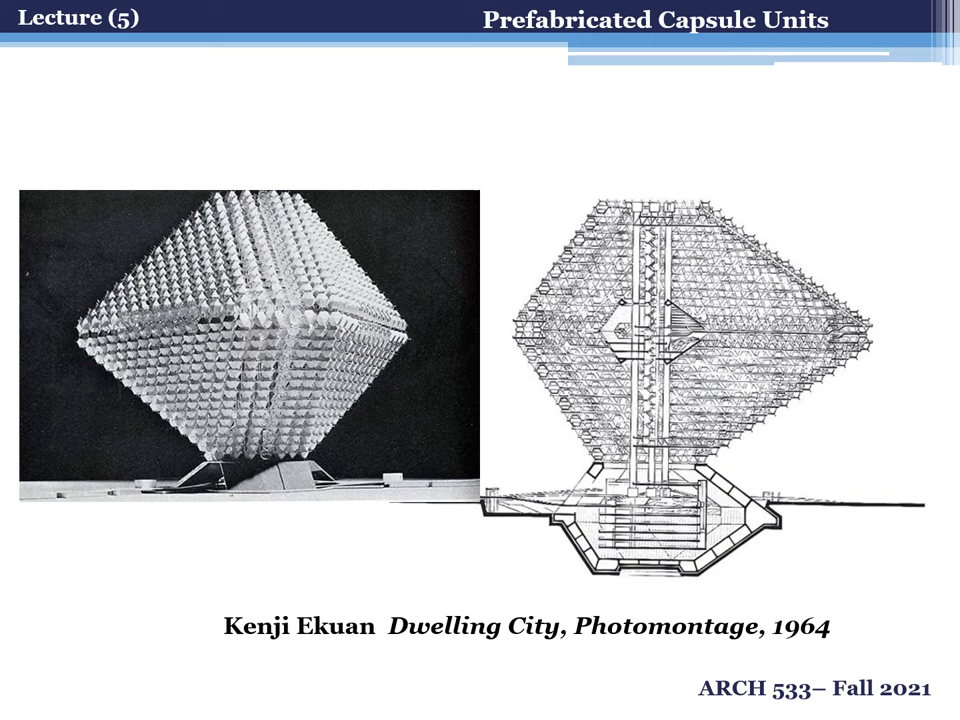 Lecture (5)
Prefabricated Capsule Units
Kenji Ekuan Dwelling City, Photomontage, 1964
ARCH 533– Fall 2021